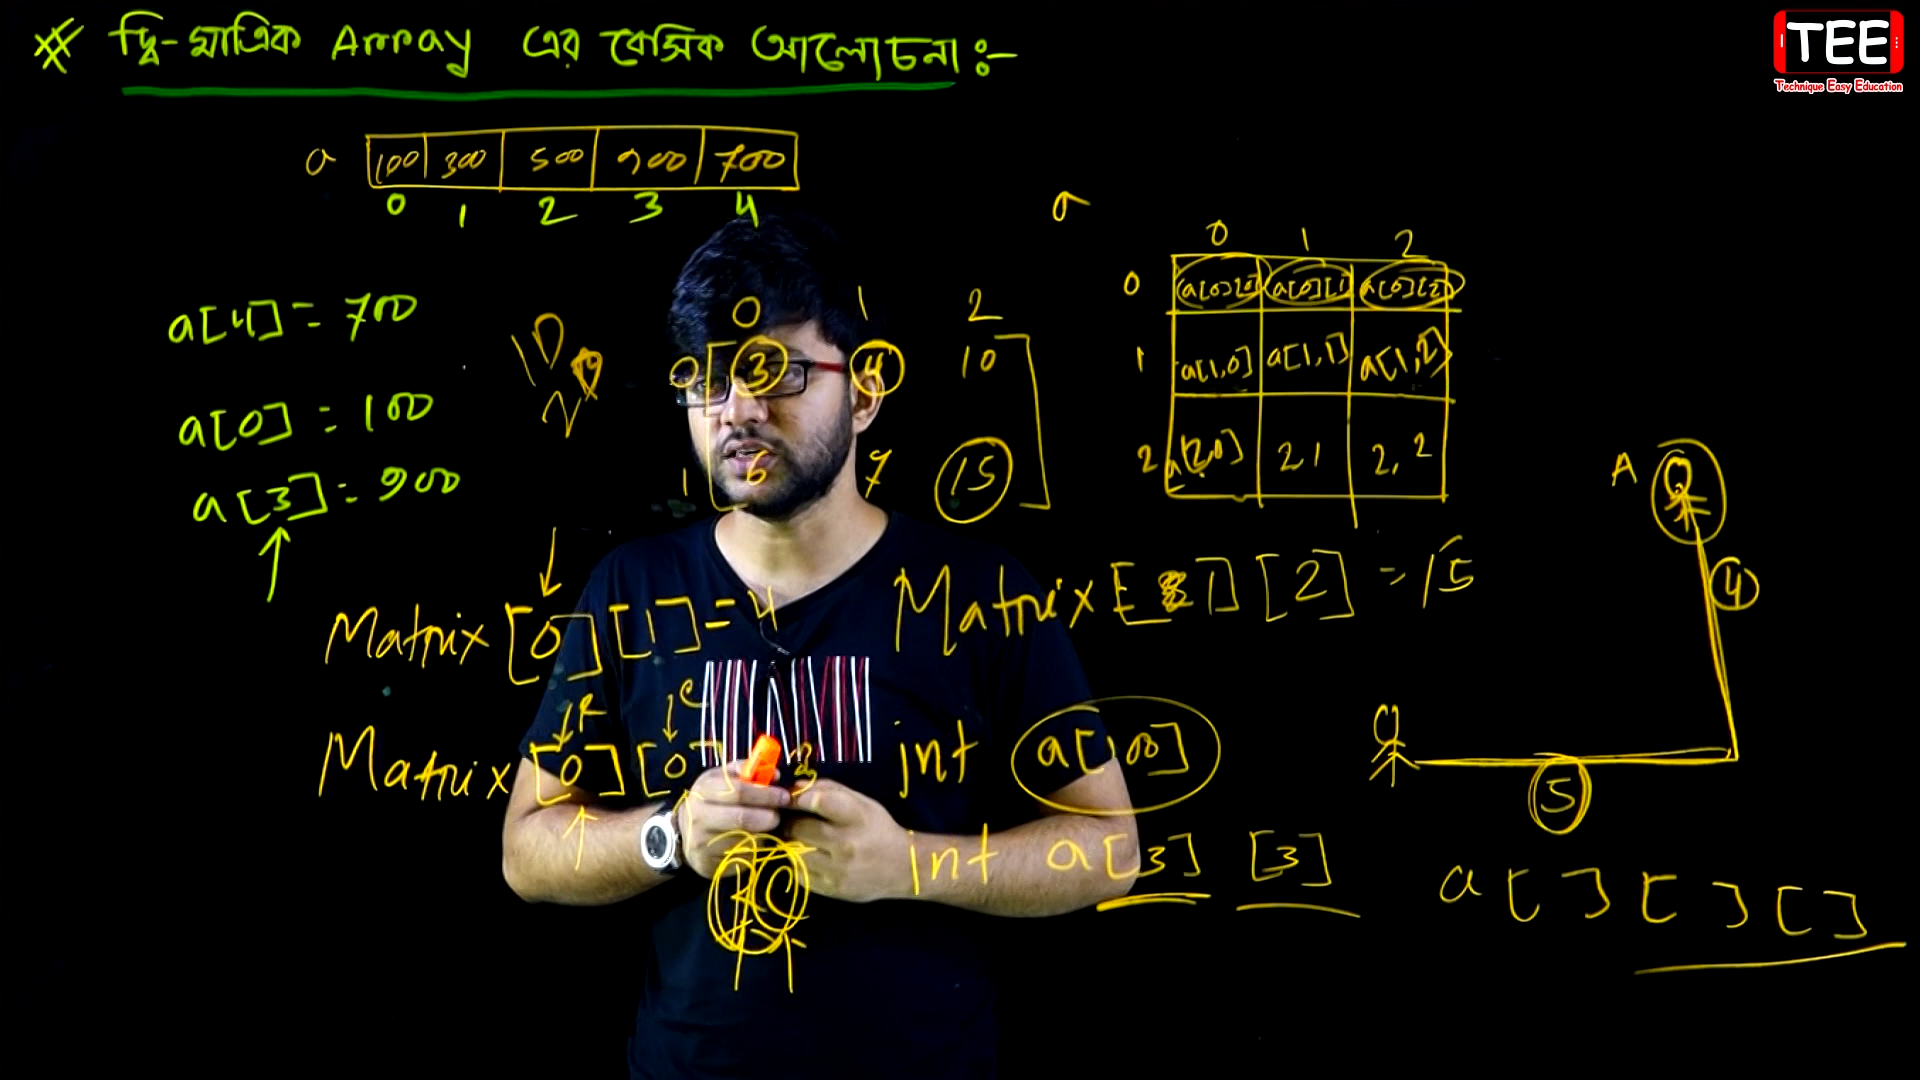 ※ দ্বি-মাত্রিক Array এর বেসিক আলোচনা :-
TEE
Technique Easy Education
a 100 300 500 900 700
0 1 2 3 4
a
0 1 2
0 a[0][0] a[0][1] a[0][2]
1 a[1,0] a[1,1] a[1,2]
2 a[2,0] 2 1 2,2
a[4] = 700
a[0] = 100
a[3] = 900
1D
2D
0 1 2
0 3 4 10
1 6 7 15
A
4
5
Matrix [0][1] = 4
Matrix [1][2] = 15
R C
Matrix [0][0] 3
RC
int a[100]
int a[3] [3]
a [ ] [ ] [ ]